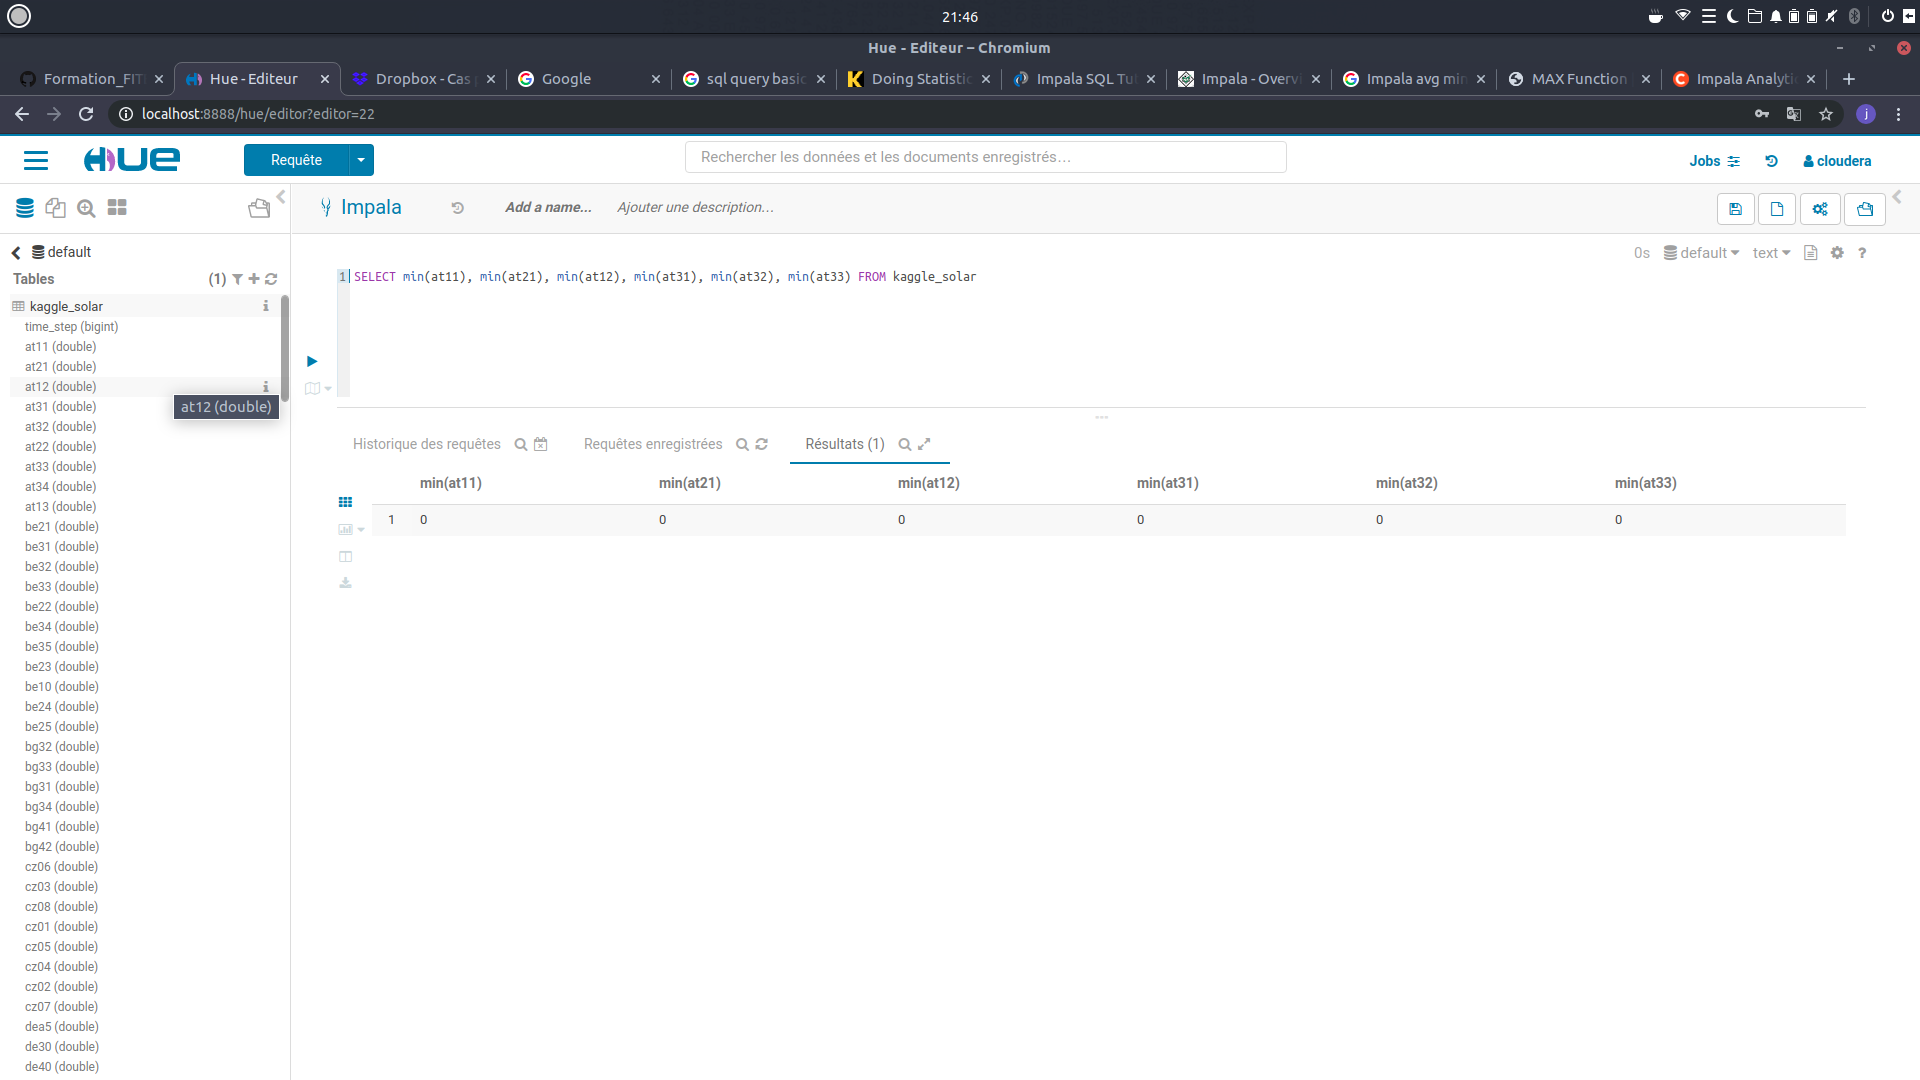 21:46
Hue - Editeur – Chromium
Formation_FIT
Hue - Editeur
Dropbox - Cas
Google
sql query basic
Doing Statistic
Impala SQL Tut
Impala - Overvi
Impala avg min
MAX Function
Impala Analytic
localhost:8888/hue/editor?editor=22
j
HUE
Requête
Rechercher les données et les documents enregistrés…
Jobs
cloudera
Impala
Add a name...
Ajouter une description...
default
Tables
(1)
0s
default
text
?
1 SELECT min(at11), min(at21), min(at12), min(at31), min(at32), min(at33) FROM kaggle_solar
kaggle_solar
time_step (bigint)
at11 (double)
at21 (double)
at12 (double)
at12 (double)
at31 (double)
at32 (double)
at22 (double)
at33 (double)
at34 (double)
at13 (double)
be21 (double)
be31 (double)
be32 (double)
be33 (double)
be22 (double)
be34 (double)
be35 (double)
be23 (double)
be10 (double)
be24 (double)
be25 (double)
bg32 (double)
bg33 (double)
bg31 (double)
bg34 (double)
bg41 (double)
bg42 (double)
cz06 (double)
cz03 (double)
cz08 (double)
cz01 (double)
cz05 (double)
cz04 (double)
cz02 (double)
cz07 (double)
dea5 (double)
de30 (double)
de40 (double)
Historique des requêtes
Requêtes enregistrées
Résultats (1)
min(at11) min(at21) min(at12) min(at31) min(at32) min(at33)
1 0 0 0 0 0 0